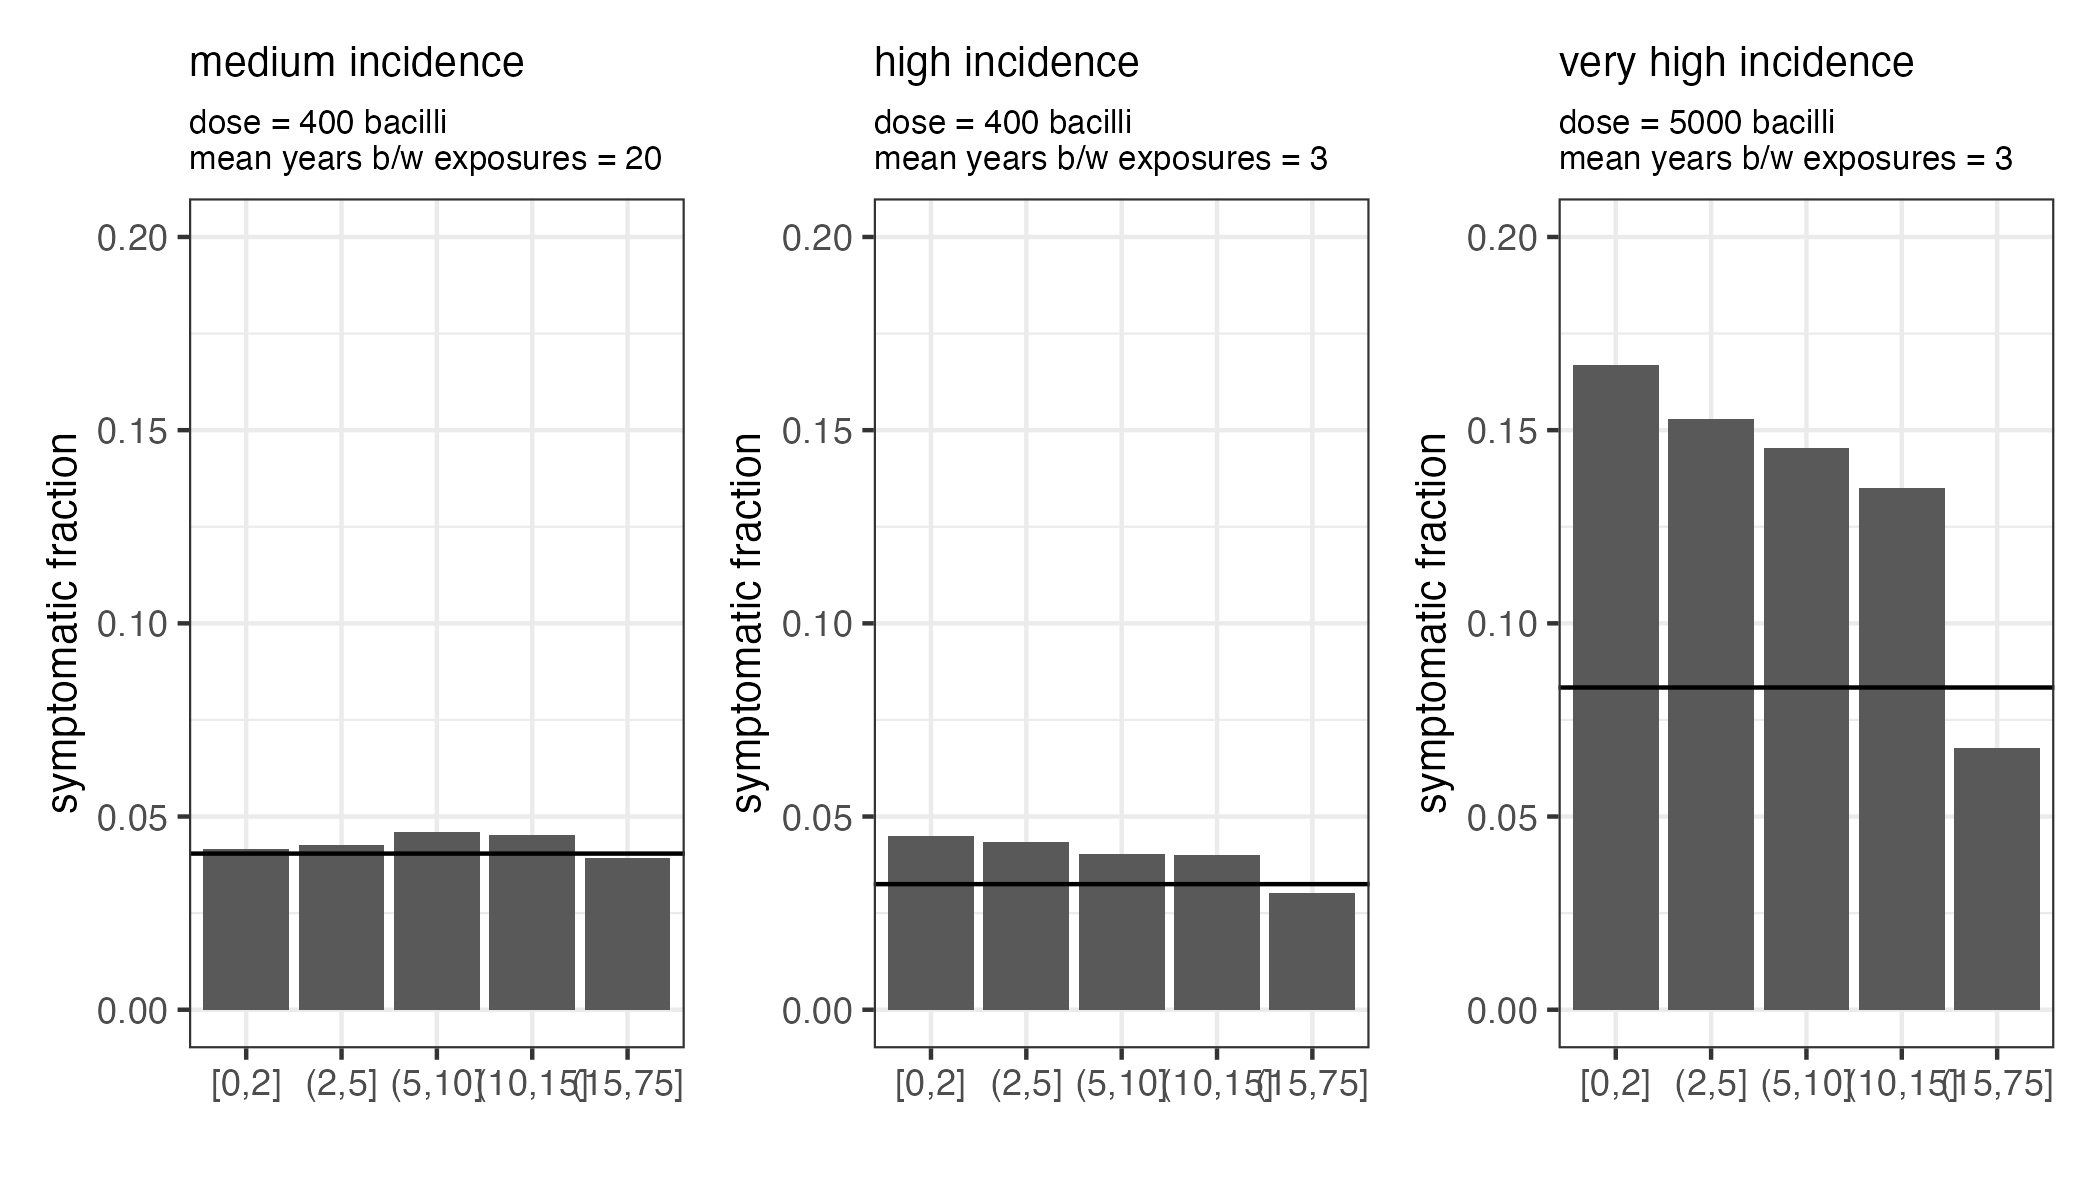 medium incidence
dose = 400 bacilli
mean years b/w exposures = 20
symptomatic fraction
0.20
0.15
0.10
0.05
0.00
[0,2] (2,5] (5,10] (10,15] (15,75]
high incidence
dose = 400 bacilli
mean years b/w exposures = 3
symptomatic fraction
0.20
0.15
0.10
0.05
0.00
[0,2] (2,5] (5,10] (10,15] (15,75]
very high incidence
dose = 5000 bacilli
mean years b/w exposures = 3
symptomatic fraction
0.20
0.15
0.10
0.05
0.00
[0,2] (2,5] (5,10] (10,15] (15,75]